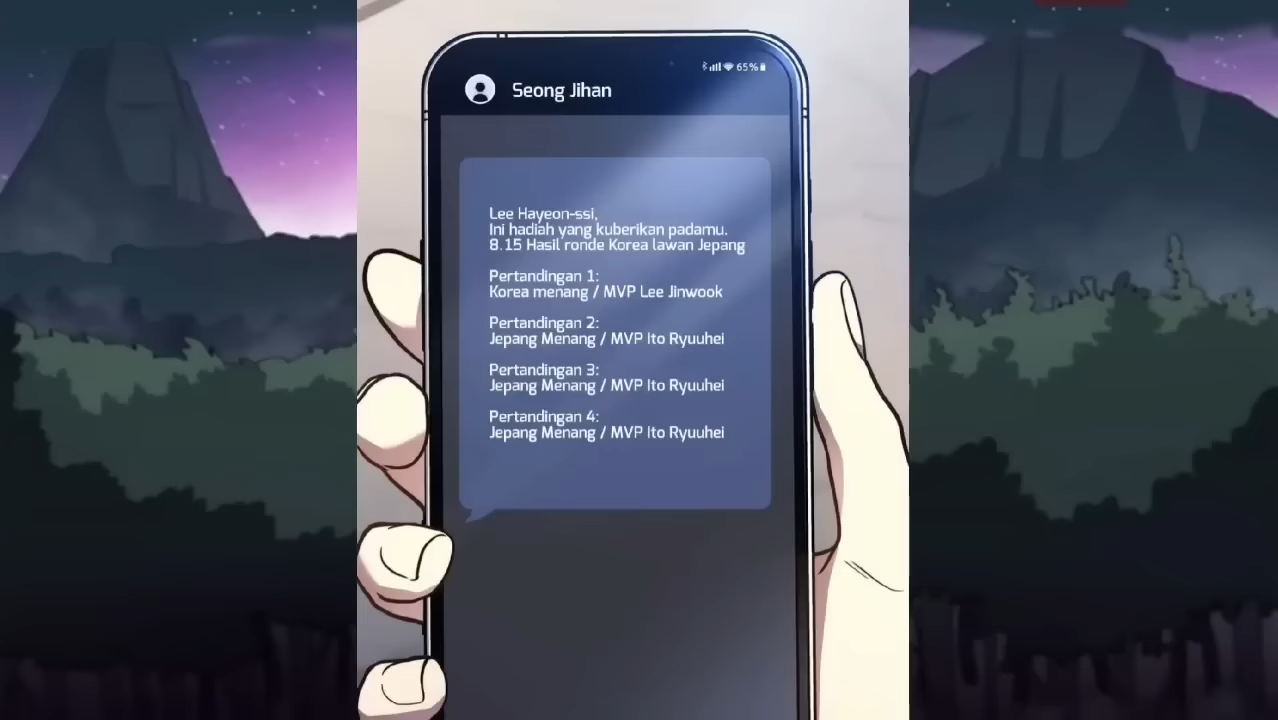 65%
Seong Jihan
Lee Hayeon-ssi,
Ini hadiah yang kuberikan padamu.
8.15 Hasil ronde Korea lawan Jepang
Pertandingan 1:
Korea menang / MVP Lee Jinwook
Pertandingan 2:
Jepang Menang / MVP Ito Ryuuhei
Pertandingan 3:
Jepang Menang / MVP Ito Ryuuhei
Pertandingan 4:
Jepang Menang / MVP Ito Ryuuhei